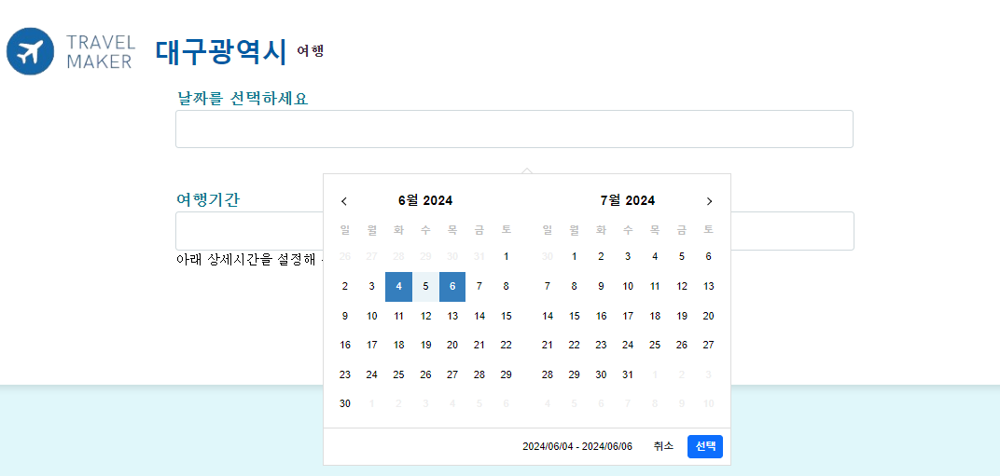 TRAVEL
MAKER
대구광역시 여행
날짜를 선택하세요
여행기간
아래 상세시간을 설정해
6월 2024
일 월 화 수 목 금 토
26 27 28 29 30 31 1
2 3 4 5 6 7 8
9 10 11 12 13 14 15
16 17 18 19 20 21 22
23 24 25 26 27 28 29
30 1 2 3 4 5 6
7월 2024
일 월 화 수 목 금 토
30 1 2 3 4 5 6
7 8 9 10 11 12 13
14 15 16 17 18 19 20
21 22 23 24 25 26 27
28 29 30 31 1 2 3
4 5 6 7 8 9 10
2024/06/04 - 2024/06/06 취소 선택